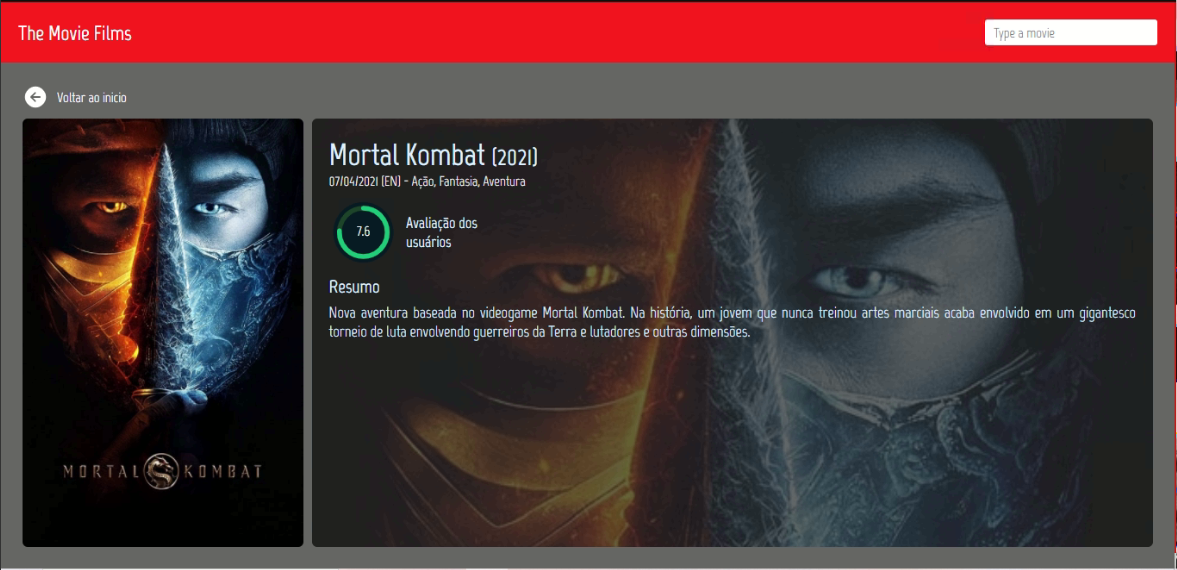 The Movie Films
Type a movie
Voltar ao inicio
Mortal Kombat (2021)
07/04/2021 (EN) - Ação, Fantasia, Aventura
7.6
Avaliação dos
usuários
Resumo
Nova aventura baseada no videogame Mortal Kombat. Na história, um jovem que nunca treinou artes marciais acaba envolvido em um gigantesco
torneio de luta envolvendo guerreiros da Terra e lutadores e outras dimensões.
MORTAL KOMBAT